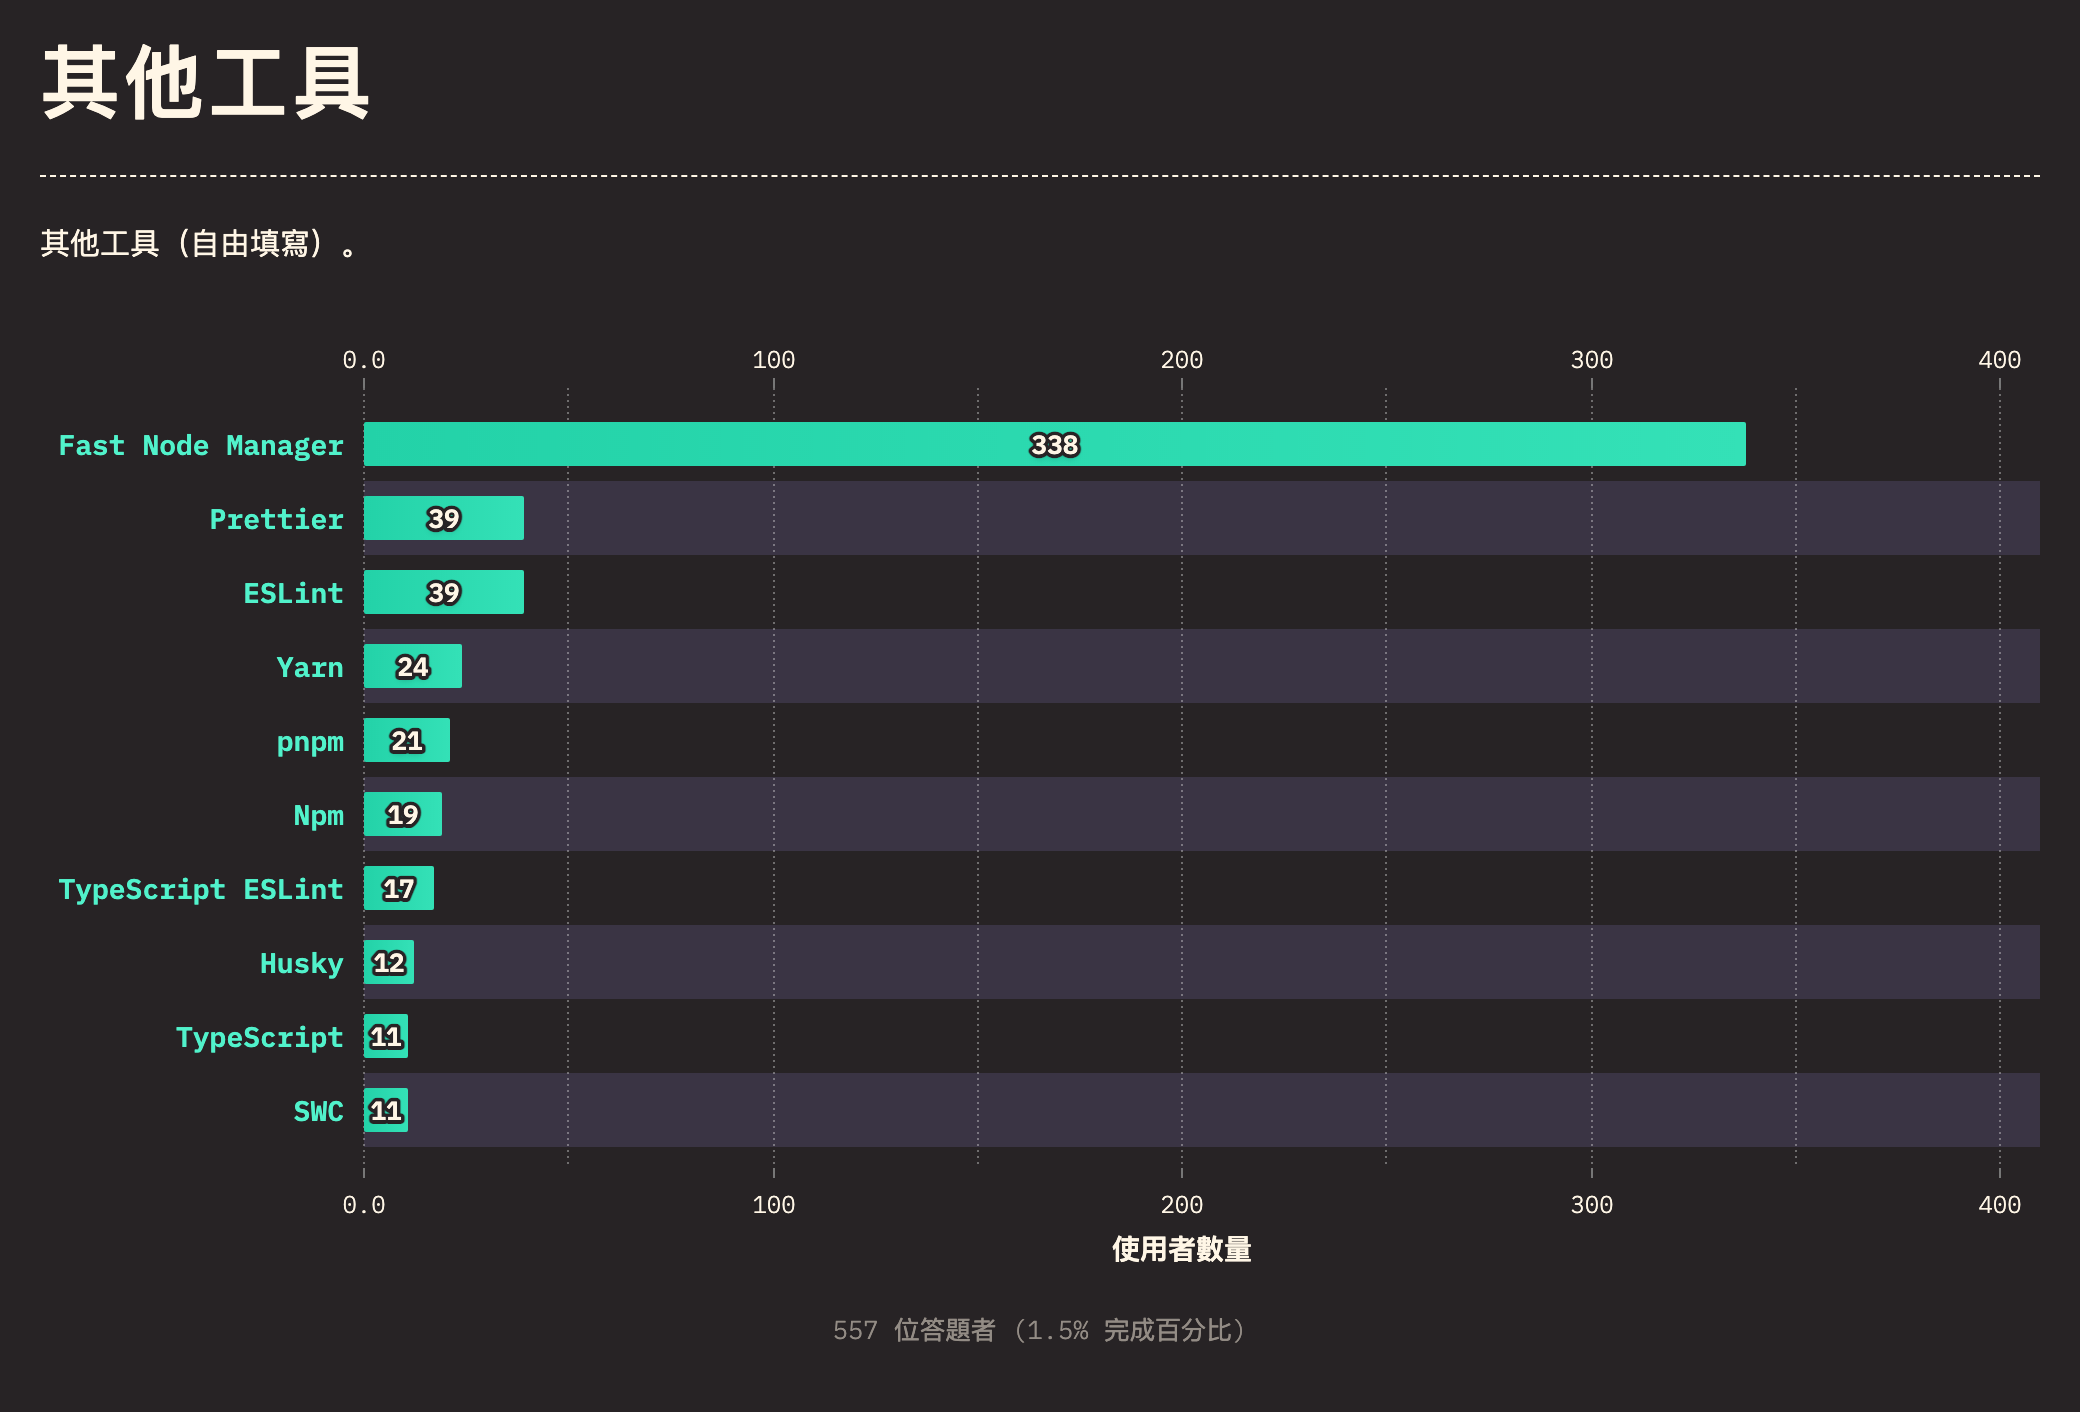 其他工具
其他工具（自由填寫）。
0.0 100 200 300 400
Fast Node Manager 338
Prettier 39
ESLint 39
Yarn 24
pnpm 21
Npm 19
TypeScript ESLint 17
Husky 12
TypeScript 11
SWC 11
0.0 100 200 300 400
使用者數量
557 位答題者 (1.5% 完成百分比)